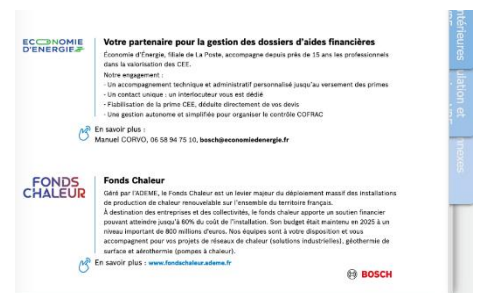 ECONOMIE
D'ENERGIE
Votre partenaire pour la gestion des dossiers d'aides financières
Économie d'Énergie, filiale de La Poste, accompagne depuis près de 15 ans les professionnels
dans la valorisation des CEE.
Notre engagement :
- Un accompagnement technique et administratif personnalisé jusqu'au versement des primes
- Un contact unique : un interlocuteur vous est dédié
- Fiabilisation de la prime CEE, déduite directement de vos devis
- Une gestion autonome et simplifiée pour organiser le contrôle COFRAC
En savoir plus :
Manuel CORVO, 06 58 94 75 10, bosch@economiedenergie.fr
FONDS
CHALEUR
Fonds Chaleur
Géré par l'ADEME, le Fonds Chaleur est un levier majeur du déploiement massif des installations
de production de chaleur renouvelable sur l'ensemble du territoire français.
À destination des entreprises et des collectivités, le fonds chaleur apporte un soutien financier
pouvant atteindre jusqu'à 60% du coût de l'installation. Son budget était maintenu en 2025 à un
niveau important de 800 millions d'euros. Nos équipes sont à votre disposition et vous
accompagnent pour vos projets de réseaux de chaleur (solutions industrielles), géothermie de
surface et aérothermie (pompes à chaleur).
En savoir plus : www.fondschaleur.ademe.fr
BOSCH
ntérieures
ulation et
nnexes